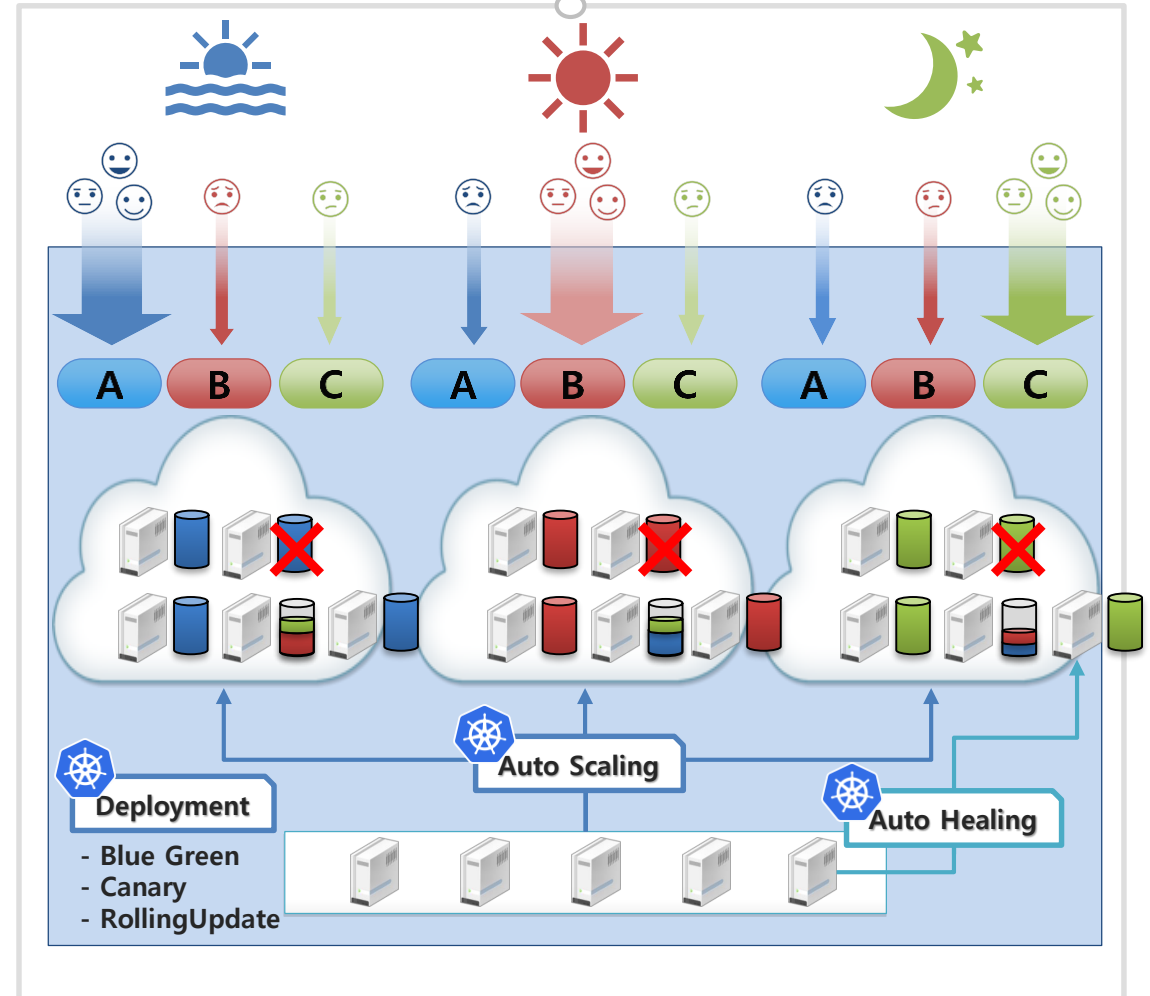 A B C A B C A B C
Auto Scaling
Deployment
Auto Healing
- Blue Green
- Canary
- RollingUpdate